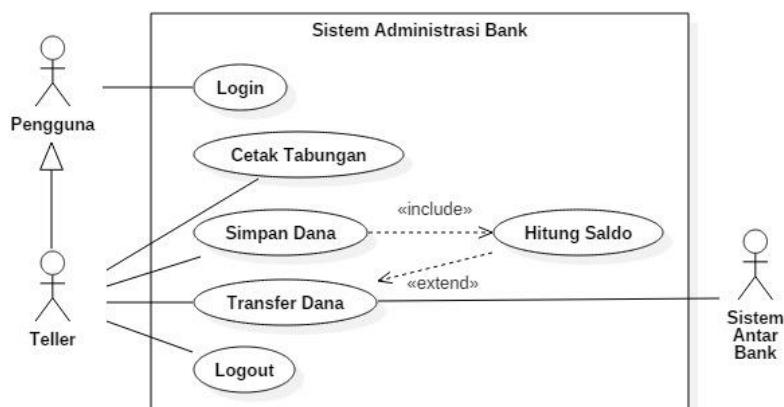 Sistem Administrasi Bank
Login
Pengguna
Cetak Tabungan
«include»
Simpan Dana
Hitung Saldo
«extend»
Transfer Dana
Teller
Sistem
Antar
Bank
Logout